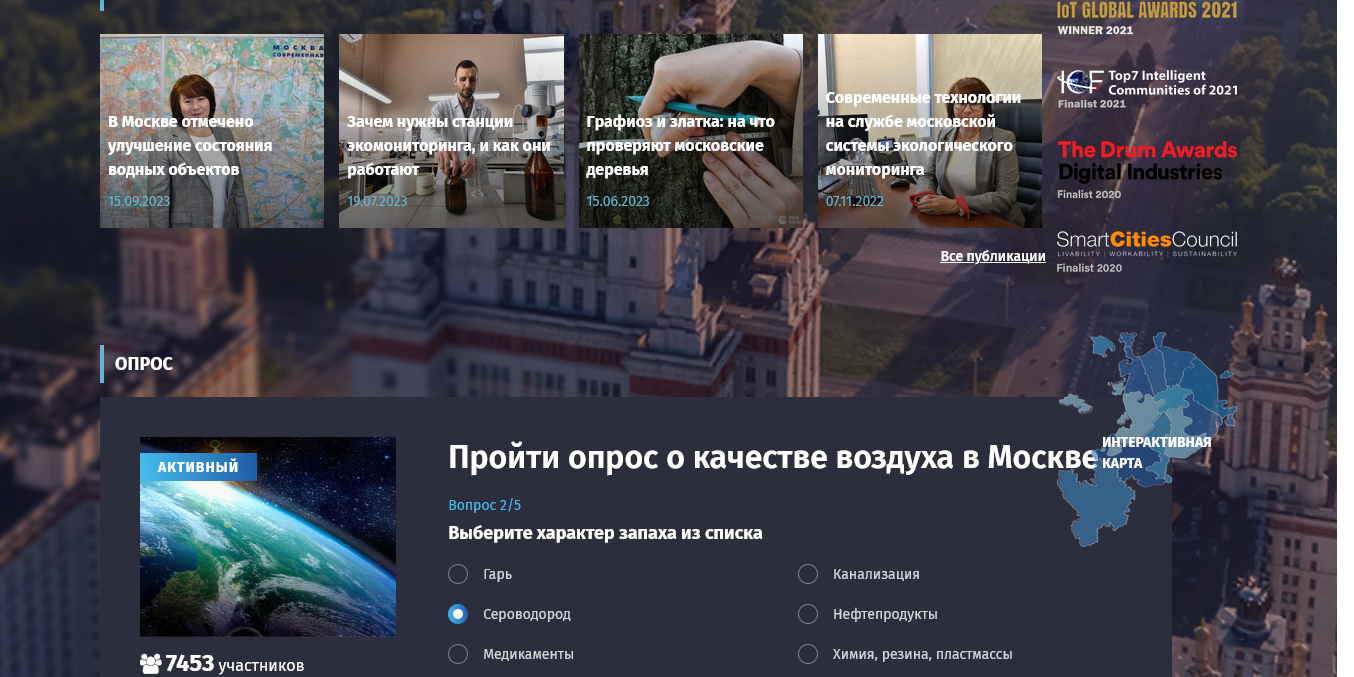 IoT GLOBAL AWARDS 2021
WINNER 2021
МОСКВА
СОВРЕМЕННАЯ
В Москве отмечено
улучшение состояния
водных объектов
15.09.2023
Зачем нужны станции
экомониторинга, и как они
работают
19.07.2023
Графиоз и златка: на что
проверяют московские
деревья
15.06.2023
Современные технологии
на службе московской
системы экологического
мониторинга
07.11.2022
ICF Top7 Intelligent
Communities of 2021
Finalist 2021
The Drum Awards
Digital Industries
Finalist 2020
SmartCitiesCouncil
LIVABILITY | WORKABILITY | SUSTAINABILITY
Finalist 2020
Все публикации
ОПРОС
ИНТЕРАКТИВНАЯ
КАРТА
АКТИВНЫЙ
7453 участников
Пройти опрос о качестве воздуха в Москве
Вопрос 2/5
Выберите характер запаха из списка
Гарь
Канализация
Сероводород
Нефтепродукты
Медикаменты
Химия, резина, пластмассы